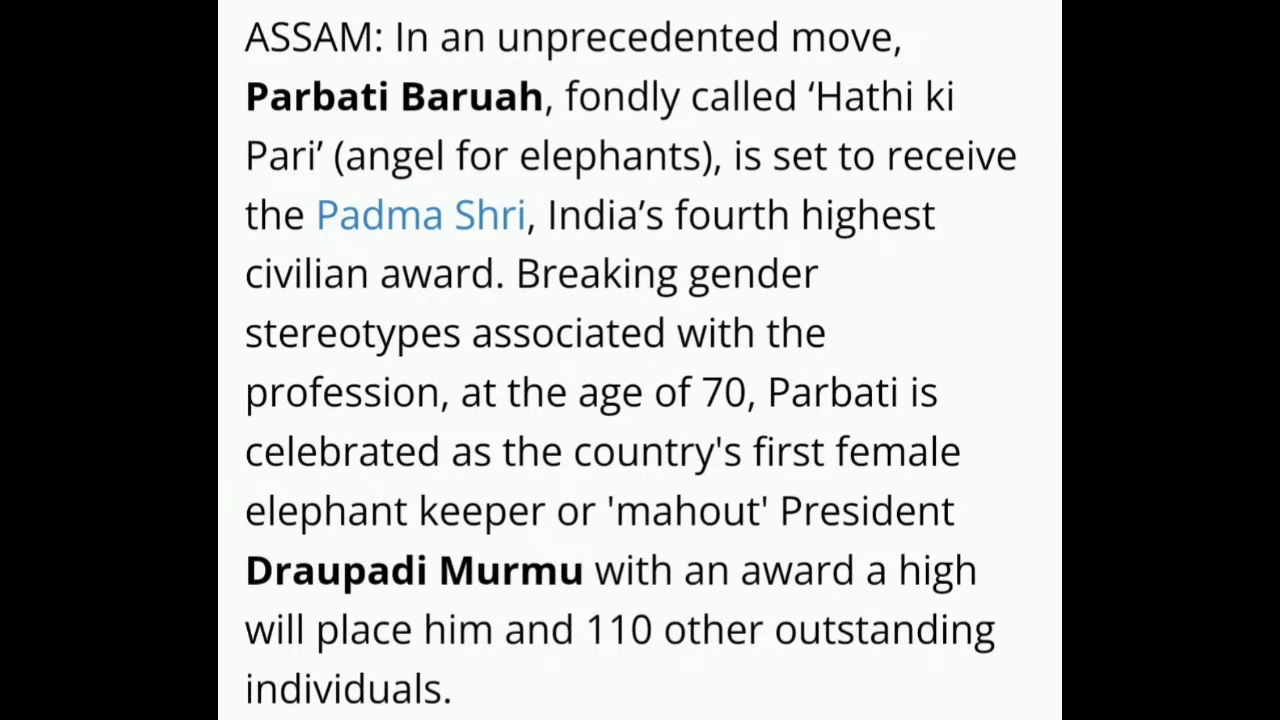 ASSAM: In an unprecedented move,
Parbati Baruah, fondly called ‘Hathi ki
Pari’ (angel for elephants), is set to receive
the Padma Shri, India’s fourth highest
civilian award. Breaking gender
stereotypes associated with the
profession, at the age of 70, Parbati is
celebrated as the country's first female
elephant keeper or 'mahout' President
Draupadi Murmu with an award a high
will place him and 110 other outstanding
individuals.